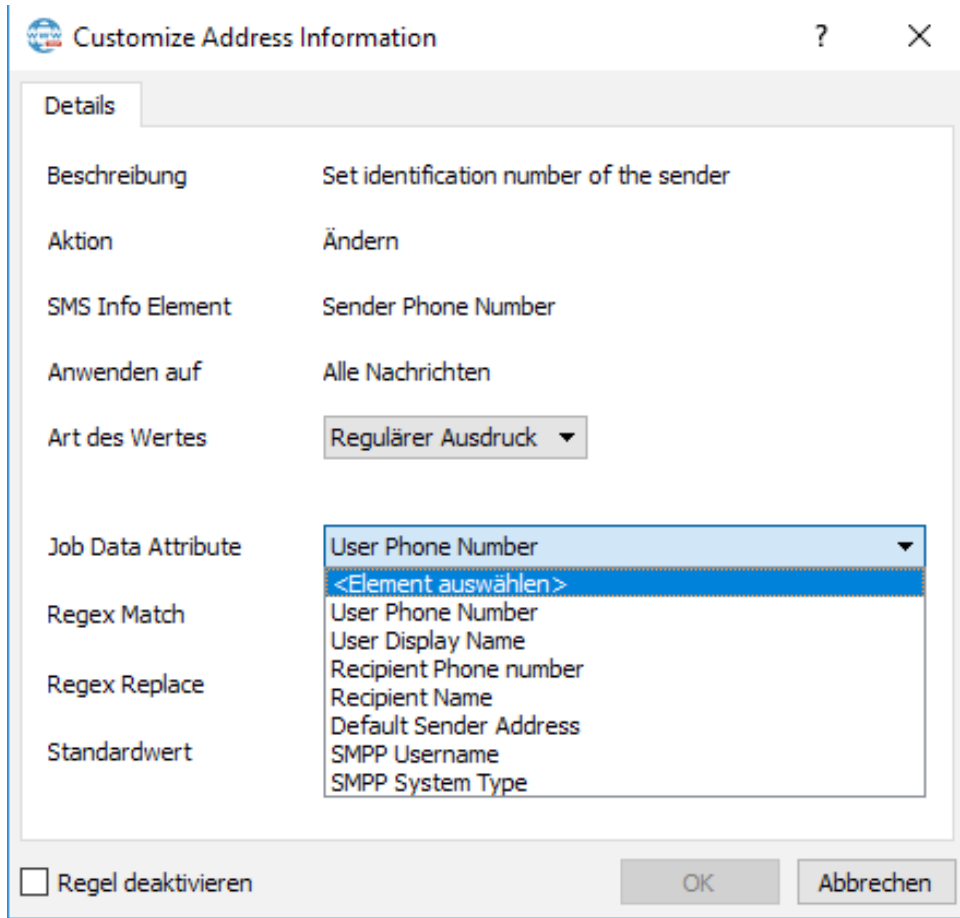 Customize Address Information ? ✕
Details
Beschreibung Set identification number of the sender
Aktion Ändern
SMS Info Element Sender Phone Number
Anwenden auf Alle Nachrichten
Art des Wertes Regulärer Ausdruck
Job Data Attribute User Phone Number
<Element auswählen>
Regex Match User Phone Number
User Display Name
Regex Replace Recipient Phone number
Recipient Name
Default Sender Address
Standardwert SMPP Username
SMPP System Type
Regel deaktivieren OK Abbrechen